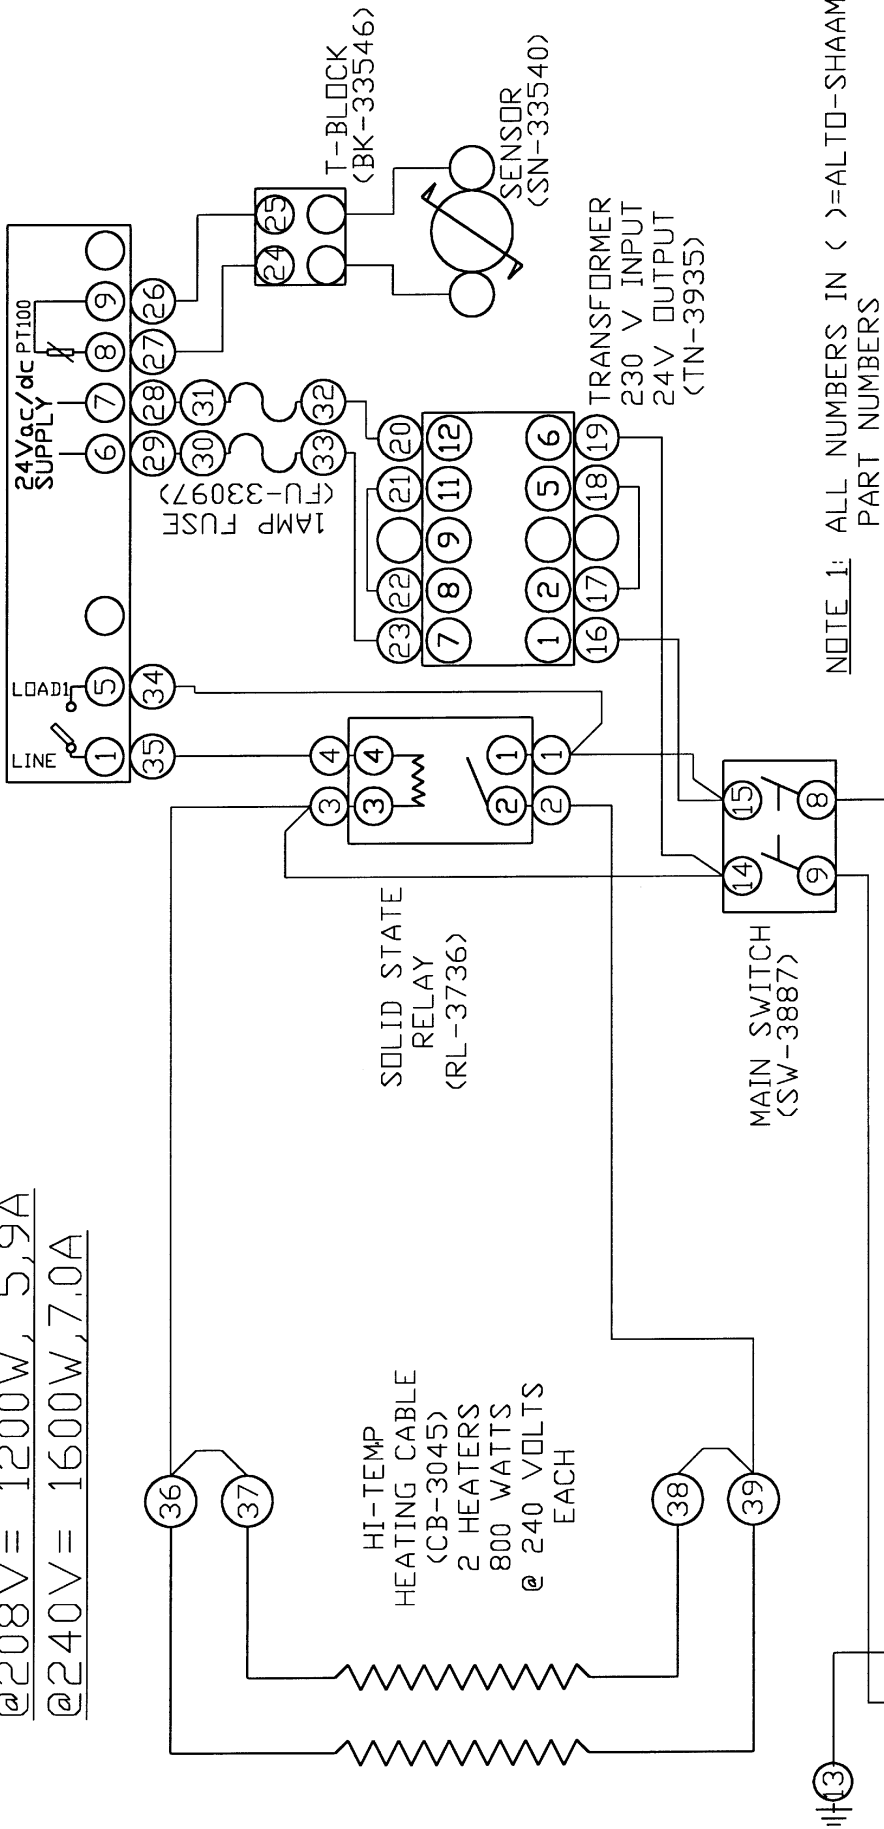 @208V= 1200W, 5,9A
@240V= 1600W,7.0A
HI-TEMP
HEATING CABLE
(CB-3045)
2 HEATERS
800 WATTS
@ 240 VOLTS
EACH
36
37
38
39
13
SOLID STATE
RELAY
(RL-3736)
3
4
3
4
2
1
2
1
MAIN SWITCH
(SW-3887)
14
15
9
8
LINE
LOAD1
24Vac/dc
SUPPLY
PT100
1
5
6
7
8
9
35
34
29
28
27
26
30
31
1AMP FUSE
(FU-33097)
33
32
23
22
21
20
7
8
9
11
12
1
2
5
6
16
17
18
19
TRANSFORMER
230 V INPUT
24V OUTPUT
(TN-3935)
24
25
T-BLOCK
(BK-33546)
SENSOR
(SN-33540)
NOTE 1: ALL NUMBERS IN ( )=ALTO-SHAAM
PART NUMBERS